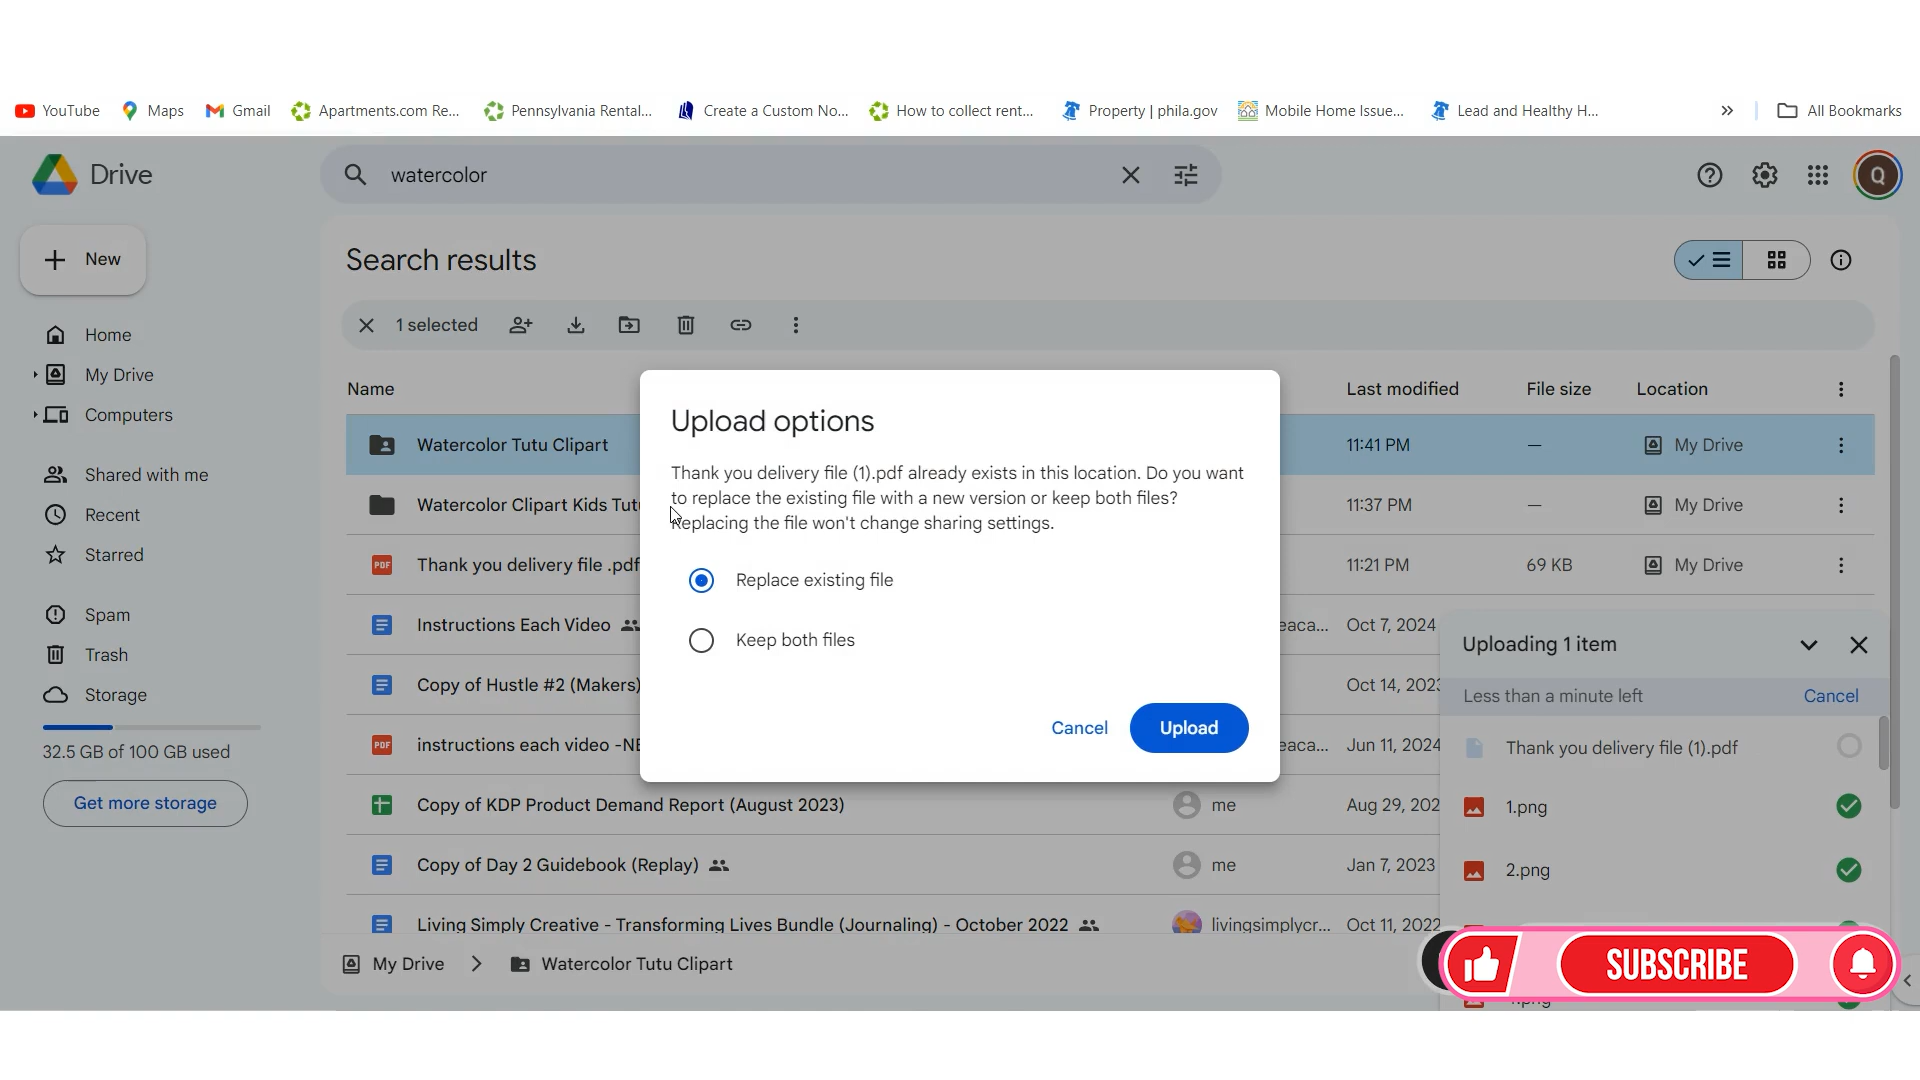 YouTube Maps Gmail Apartments.com Re... Pennsylvania Rental... Create a Custom No... How to collect rent... Property | phila.gov Mobile Home Issue... Lead and Healthy H... » All Bookmarks
Drive
watercolor
Q
New
Search results
Home
1 selected
My Drive
Name
Last modified
File size
Location
Computers
Upload options
Watercolor Tutu Clipart
11:41 PM
—
My Drive
Shared with me
Thank you delivery file (1).pdf already exists in this location. Do you want
to replace the existing file with a new version or keep both files?
Replacing the file won't change sharing settings.
Watercolor Clipart Kids Tutu
11:37 PM
—
My Drive
Recent
Starred
Thank you delivery file .pdf
11:21 PM
69 KB
My Drive
Replace existing file
Spam
Instructions Each Video
eaca...
Oct 7, 2024
Keep both files
Uploading 1 item
Trash
Copy of Hustle #2 (Makers)
Oct 14, 2023
Storage
Less than a minute left
Cancel
Cancel
Upload
32.5 GB of 100 GB used
instructions each video -NE
eaca...
Jun 11, 2024
Thank you delivery file (1).pdf
Get more storage
Copy of KDP Product Demand Report (August 2023)
me
Aug 29, 202
1.png
Copy of Day 2 Guidebook (Replay)
me
Jan 7, 2023
2.png
Living Simply Creative - Transforming Lives Bundle (Journaling) - October 2022
livingsimplycr...
Oct 11, 2022
My Drive > Watercolor Tutu Clipart
SUBSCRIBE